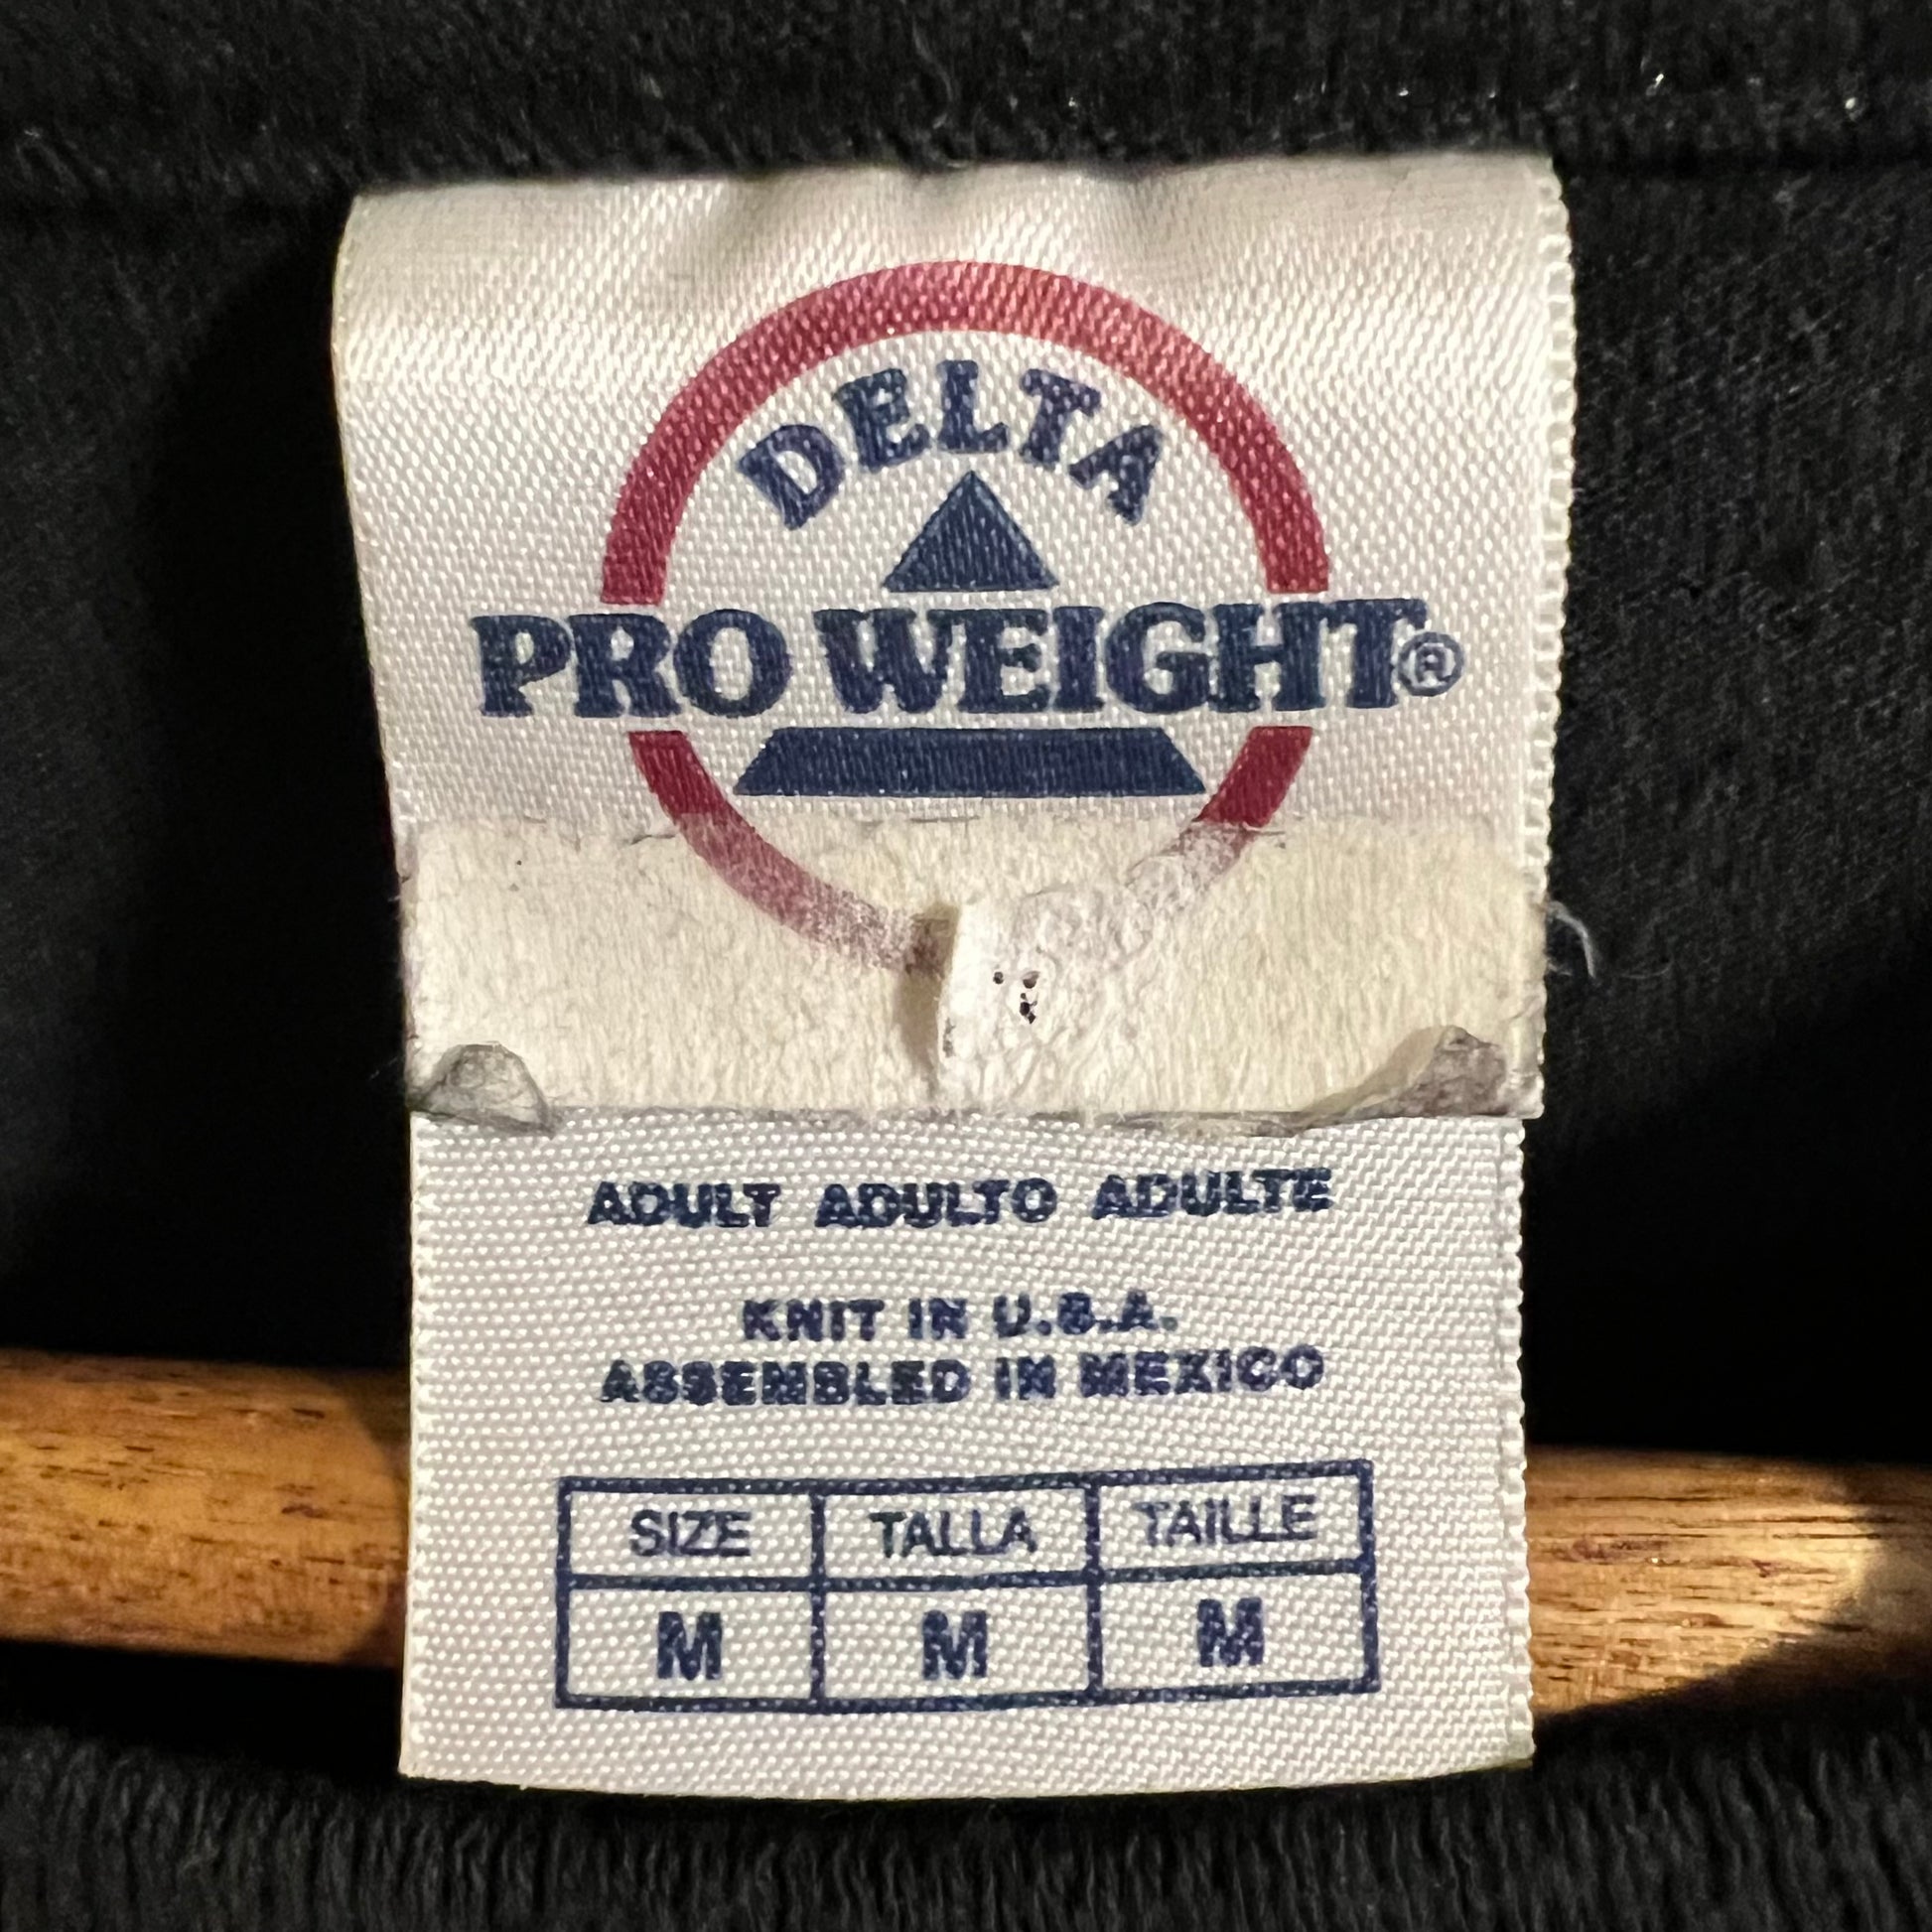 DELTA
PRO WEIGHT®
ADULT ADULTO ADULTE
KNIT IN U.S.A.
ASSEMBLED IN MEXICO
SIZE TALLA TAILLE
M M M